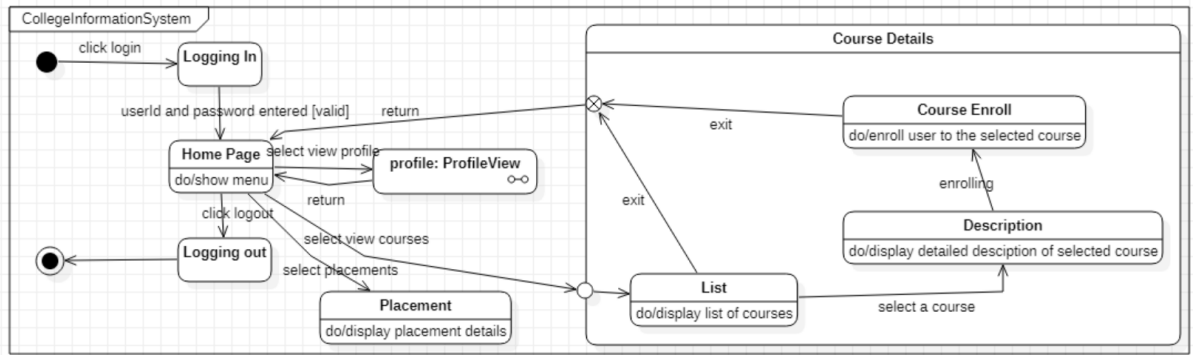 CollegeInformationSystem
click login
Logging In
Course Details
userId and password entered [valid]
return
exit
Course Enroll
do/enroll user to the selected course
Home Page
do/show menu
select view profile
profile: ProfileView
return
enrolling
exit
click logout
Description
do/display detailed desciption of selected course
Logging out
select view courses
select placements
List
do/display list of courses
select a course
Placement
do/display placement details